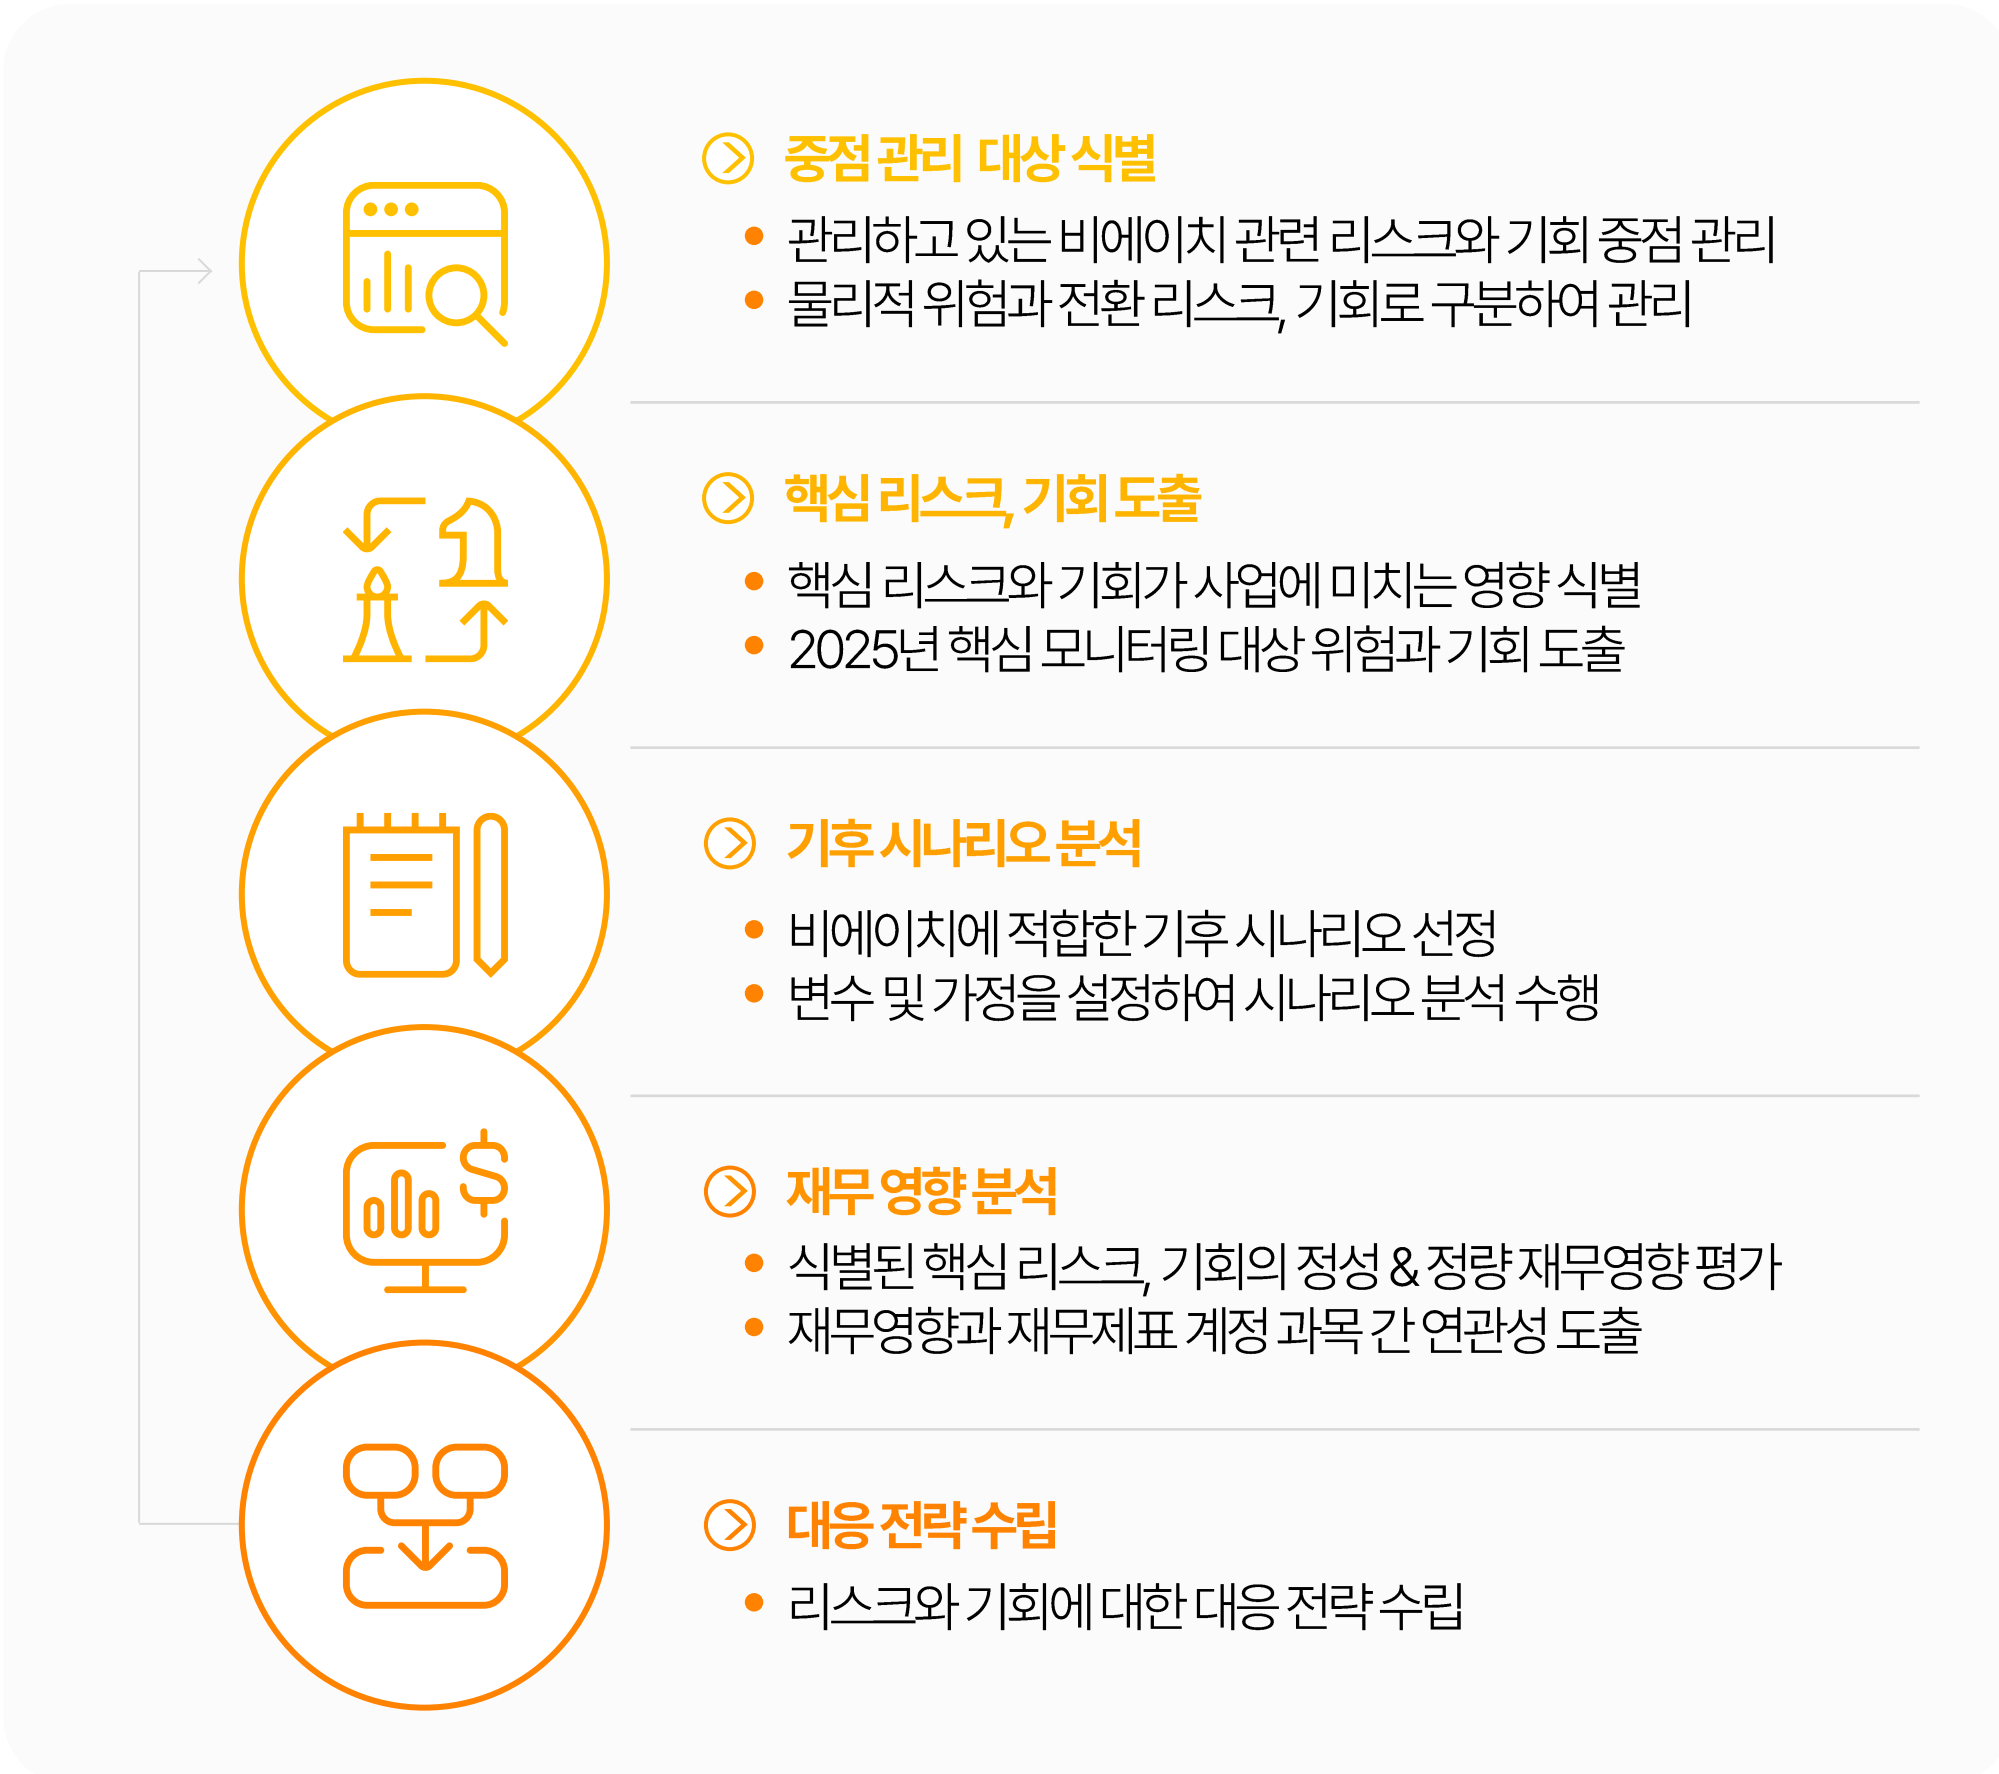 중점 관리 대상 식별
• 관리하고 있는 비에이치 관련 리스크와 기회 중점 관리
• 물리적 위험과 전환 리스크, 기회로 구분하여 관리
핵심 리스크, 기회 도출
• 핵심 리스크와 기회가 사업에 미치는 영향 식별
• 2025년 핵심 모니터링 대상 위험과 기회 도출
기후 시나리오 분석
• 비에이치에 적합한 기후 시나리오 선정
• 변수 및 가정을 설정하여 시나리오 분석 수행
재무 영향 분석
• 식별된 핵심 리스크, 기회의 정성 & 정량 재무영향 평가
• 재무영향과 재무제표 계정 과목 간 연관성 도출
대응 전략 수립
• 리스크와 기회에 대한 대응 전략 수립